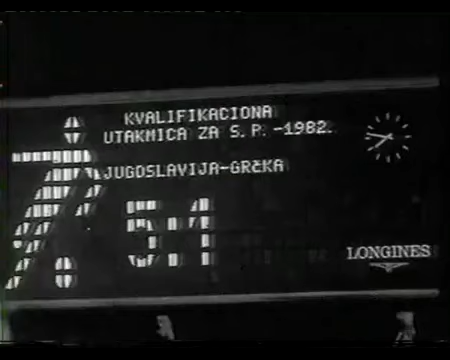 KVALIFIKACIONA
UTAKMICA ZA S.P.-1982.
JUGOSLAVIJA-GRČKA
5:1
LONGINES